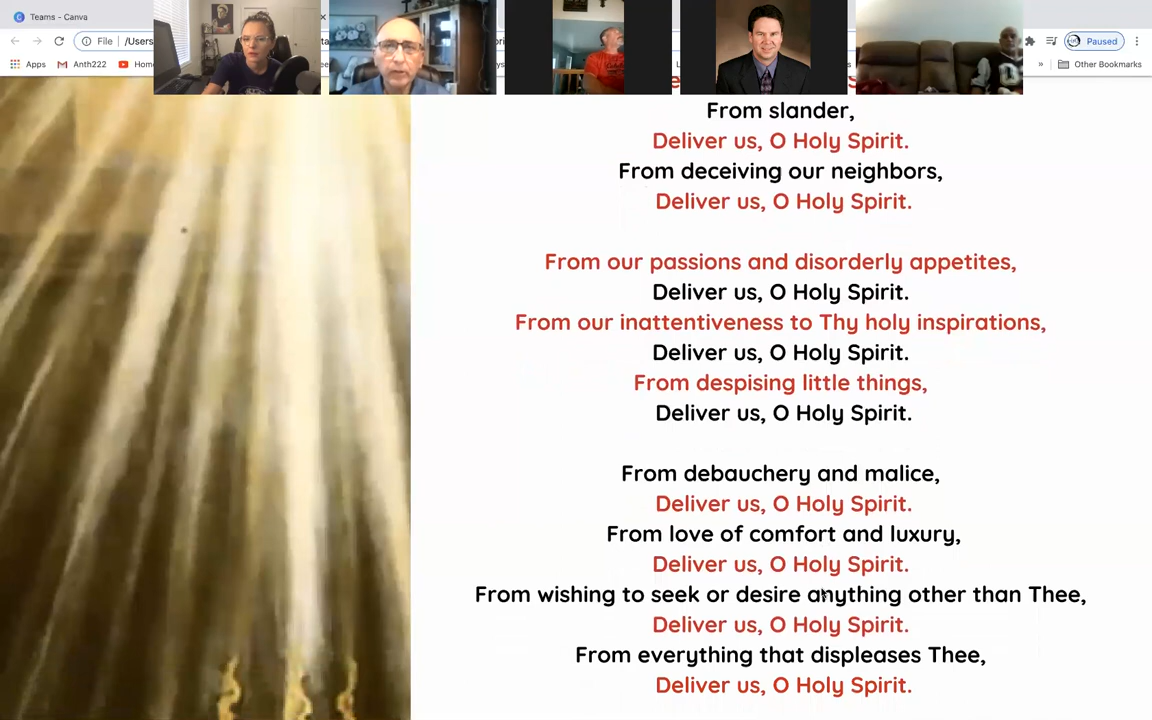 Teams - Canva
File
/Users
Paused
Apps
Anth222
Other Bookmarks
From slander,
Deliver us, O Holy Spirit.
From deceiving our neighbors,
Deliver us, O Holy Spirit.
From our passions and disorderly appetites,
Deliver us, O Holy Spirit.
From our inattentiveness to Thy holy inspirations,
Deliver us, O Holy Spirit.
From despising little things,
Deliver us, O Holy Spirit.
From debauchery and malice,
Deliver us, O Holy Spirit.
From love of comfort and luxury,
Deliver us, O Holy Spirit.
From wishing to seek or desire anything other than Thee,
Deliver us, O Holy Spirit.
From everything that displeases Thee,
Deliver us, O Holy Spirit.